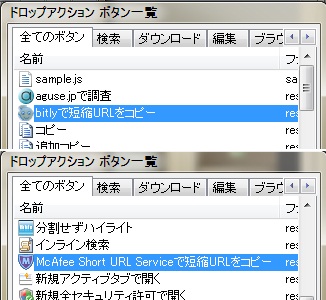 ドロップアクション ボタン一覧
全てのボタン 検索 ダウンロード 編集 ブラウ
名前 フ
sample.js sa
aguse.jpで調査 res
bitlyで短縮URLをコピー res
コピー res
追加コピー
ドロップアクション ボタン一覧
全てのボタン 検索 ダウンロード 編集 ブラウ
名前 フ
分割せずハイライト res
インライン検索 res
McAfee Short URL Serviceで短縮URLをコピー res
新規アクティブタブで開く res
新規全セキュリティ許可で開く res